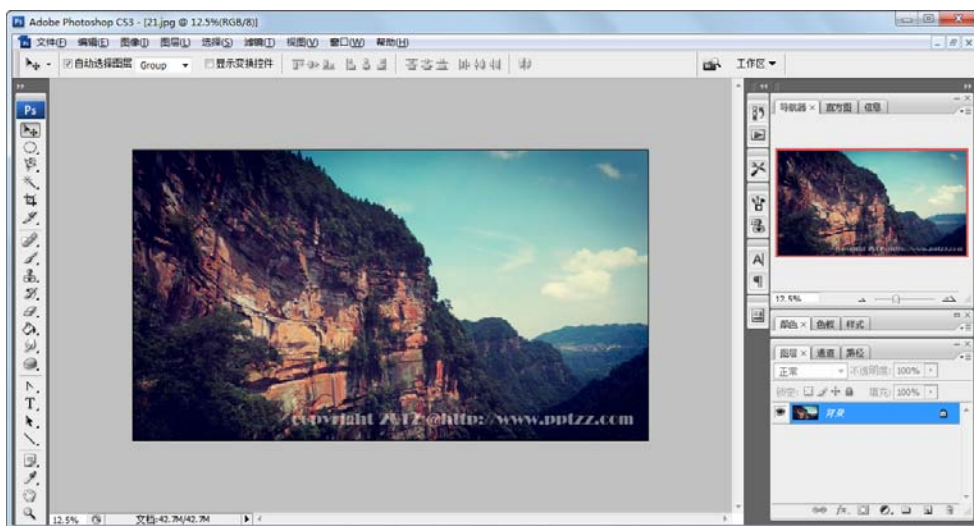 Adobe Photoshop CS3 - [21.jpg @ 12.5%(RGB/8)]
文件(F) 编辑(E) 图像(I) 图层(L) 选择(S) 滤镜(T) 视图(V) 窗口(W) 帮助(H)
自动选择图层 Group 显示变换控件 工作区
Ps
导航器 × 直方图 信息
12.5%
颜色 × 色板 样式
图层 × 通道 路径
正常 不透明度: 100%
锁定: 填充: 100%
背景
copyright 2012 @http://www.pptzz.com
12.5% 文档:42.7M/42.7M